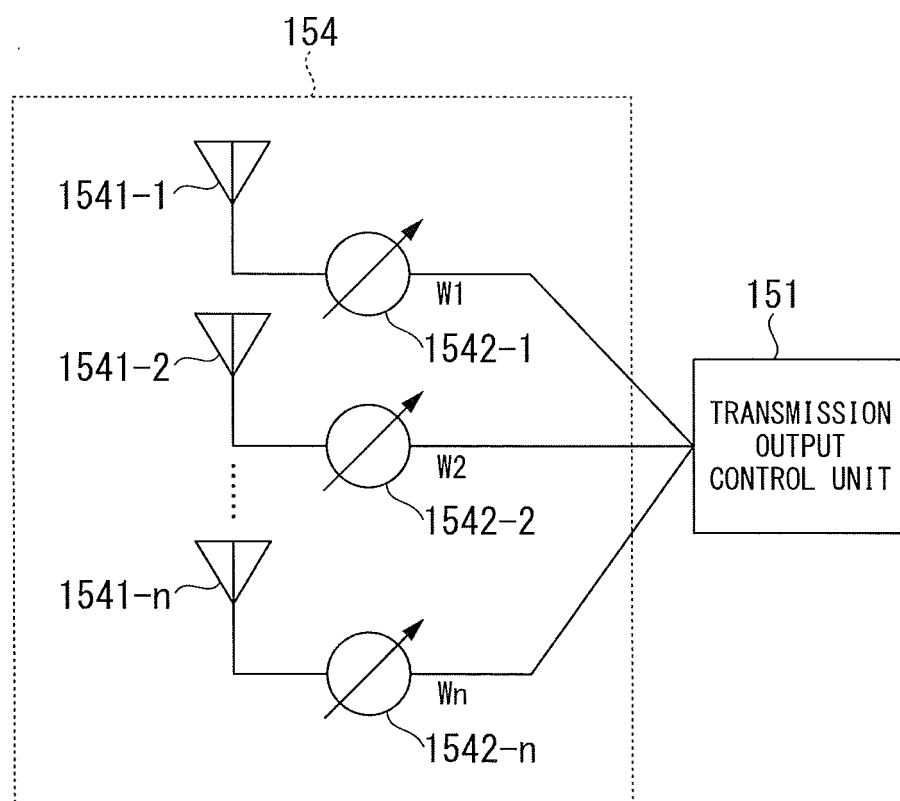 154
1541-1
W1
1542-1
151
1541-2
TRANSMISSION
OUTPUT
CONTROL UNIT
W2
1542-2
1541-n
Wn
1542-n